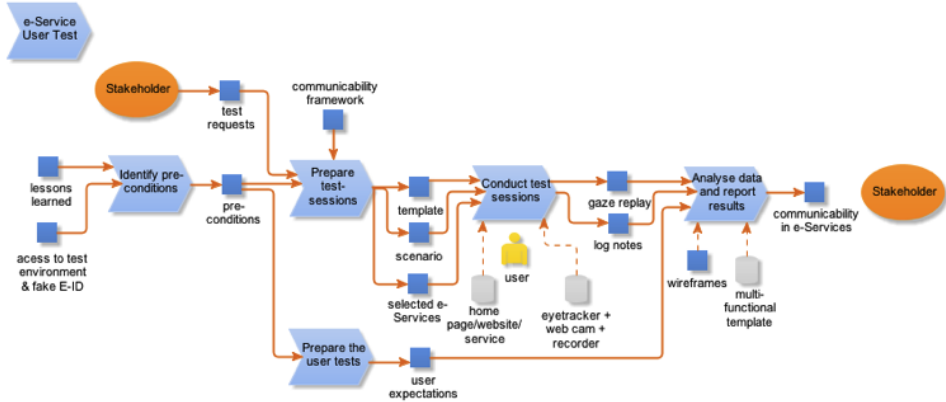 e-Service
User Test
Stakeholder
test
requests
communicability
framework
lessons
learned
Identify pre-
conditions
pre-
conditions
acess to test
environment
& fake E-ID
Prepare
test-
sessions
template
scenario
selected e-
Services
Conduct test
sessions
user
home
page/website/
service
eyetracker +
web cam +
recorder
gaze replay
log notes
Analyse data
and report
results
wireframes
multi-
functional
template
communicability
in e-Services
Stakeholder
Prepare the
user tests
user
expectations